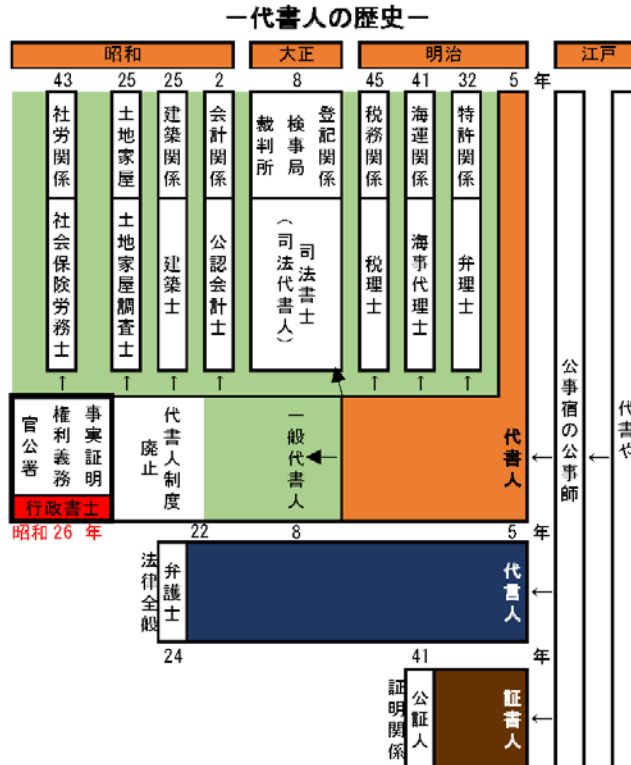 －代書人の歴史－
昭和
大正
明治
江戸
43
25
25
2
8
45
41
32
5
年
社労関係
土地家屋
建築関係
会計関係
登記関係
検事局
裁判所
税務関係
海運関係
特許関係
社会保険労務士
土地家屋調査士
建築士
公認会計士
司法書士
（司法代書人）
税理士
海事代理士
弁理士
↑
↑
↑
↑
↑
↑
↑
事実証明
権利義務
官公署
行政書士
昭和26年
代書人制度
廃止
一般代書人
代書人
←
公事宿の公事師
←
代書や
22
8
5
年
法律全般
弁護士
代言人
←
24
41
年
証明関係
公証人
証書人
←